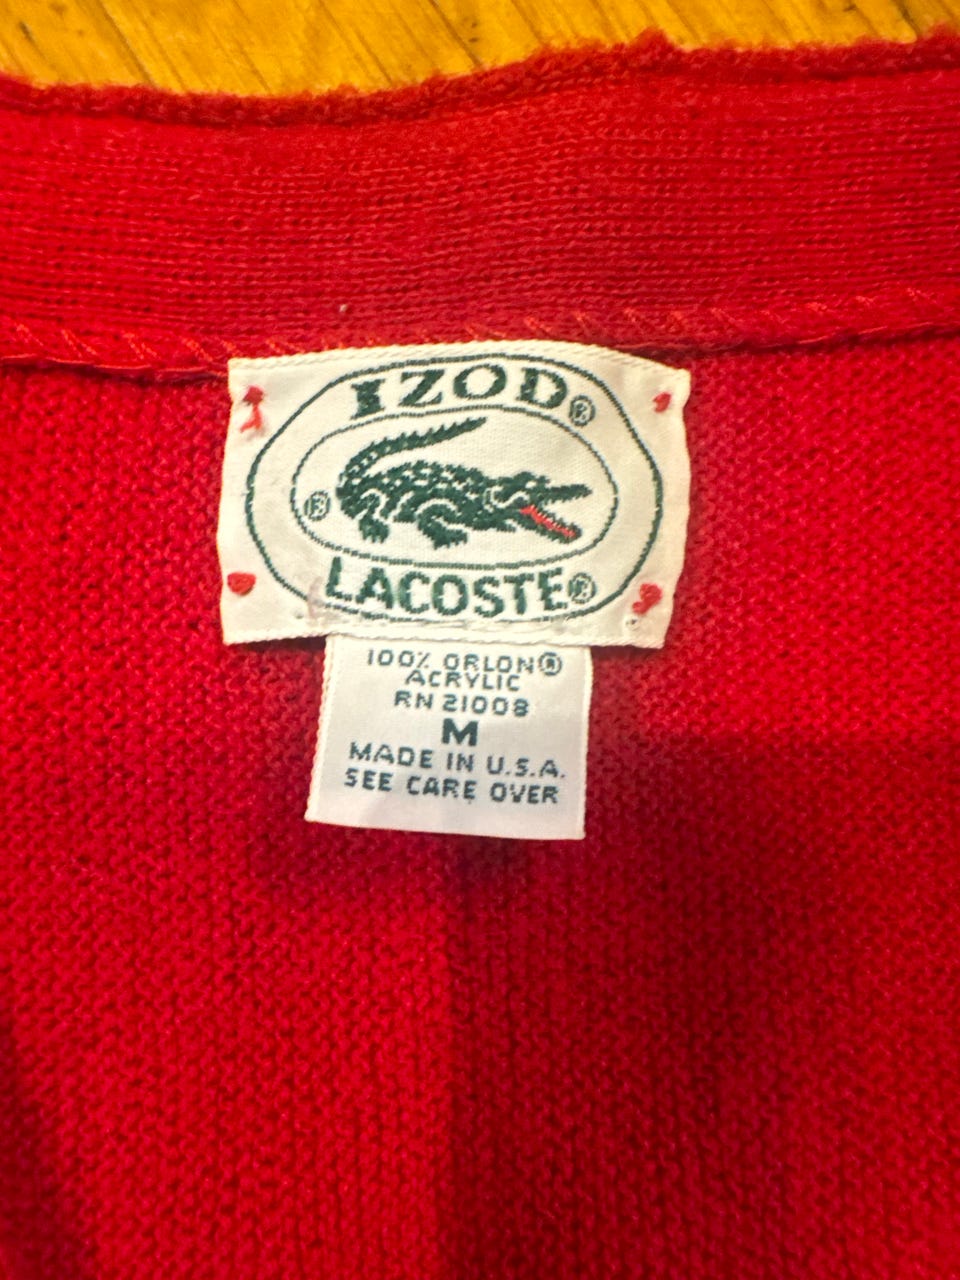 IZOD®
®
LACOSTE®
100% ORLON®
ACRYLIC
RN 21008
M
MADE IN U.S.A.
SEE CARE OVER